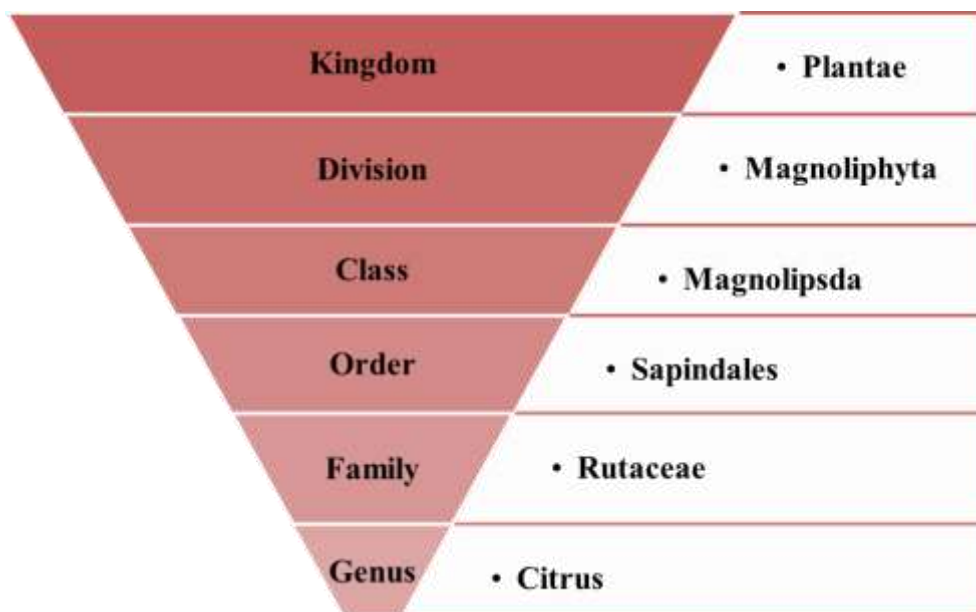 Kingdom
• Plantae
Division
• Magnoliphyta
Class
• Magnolipsda
Order
• Sapindales
Family
• Rutaceae
Genus
• Citrus